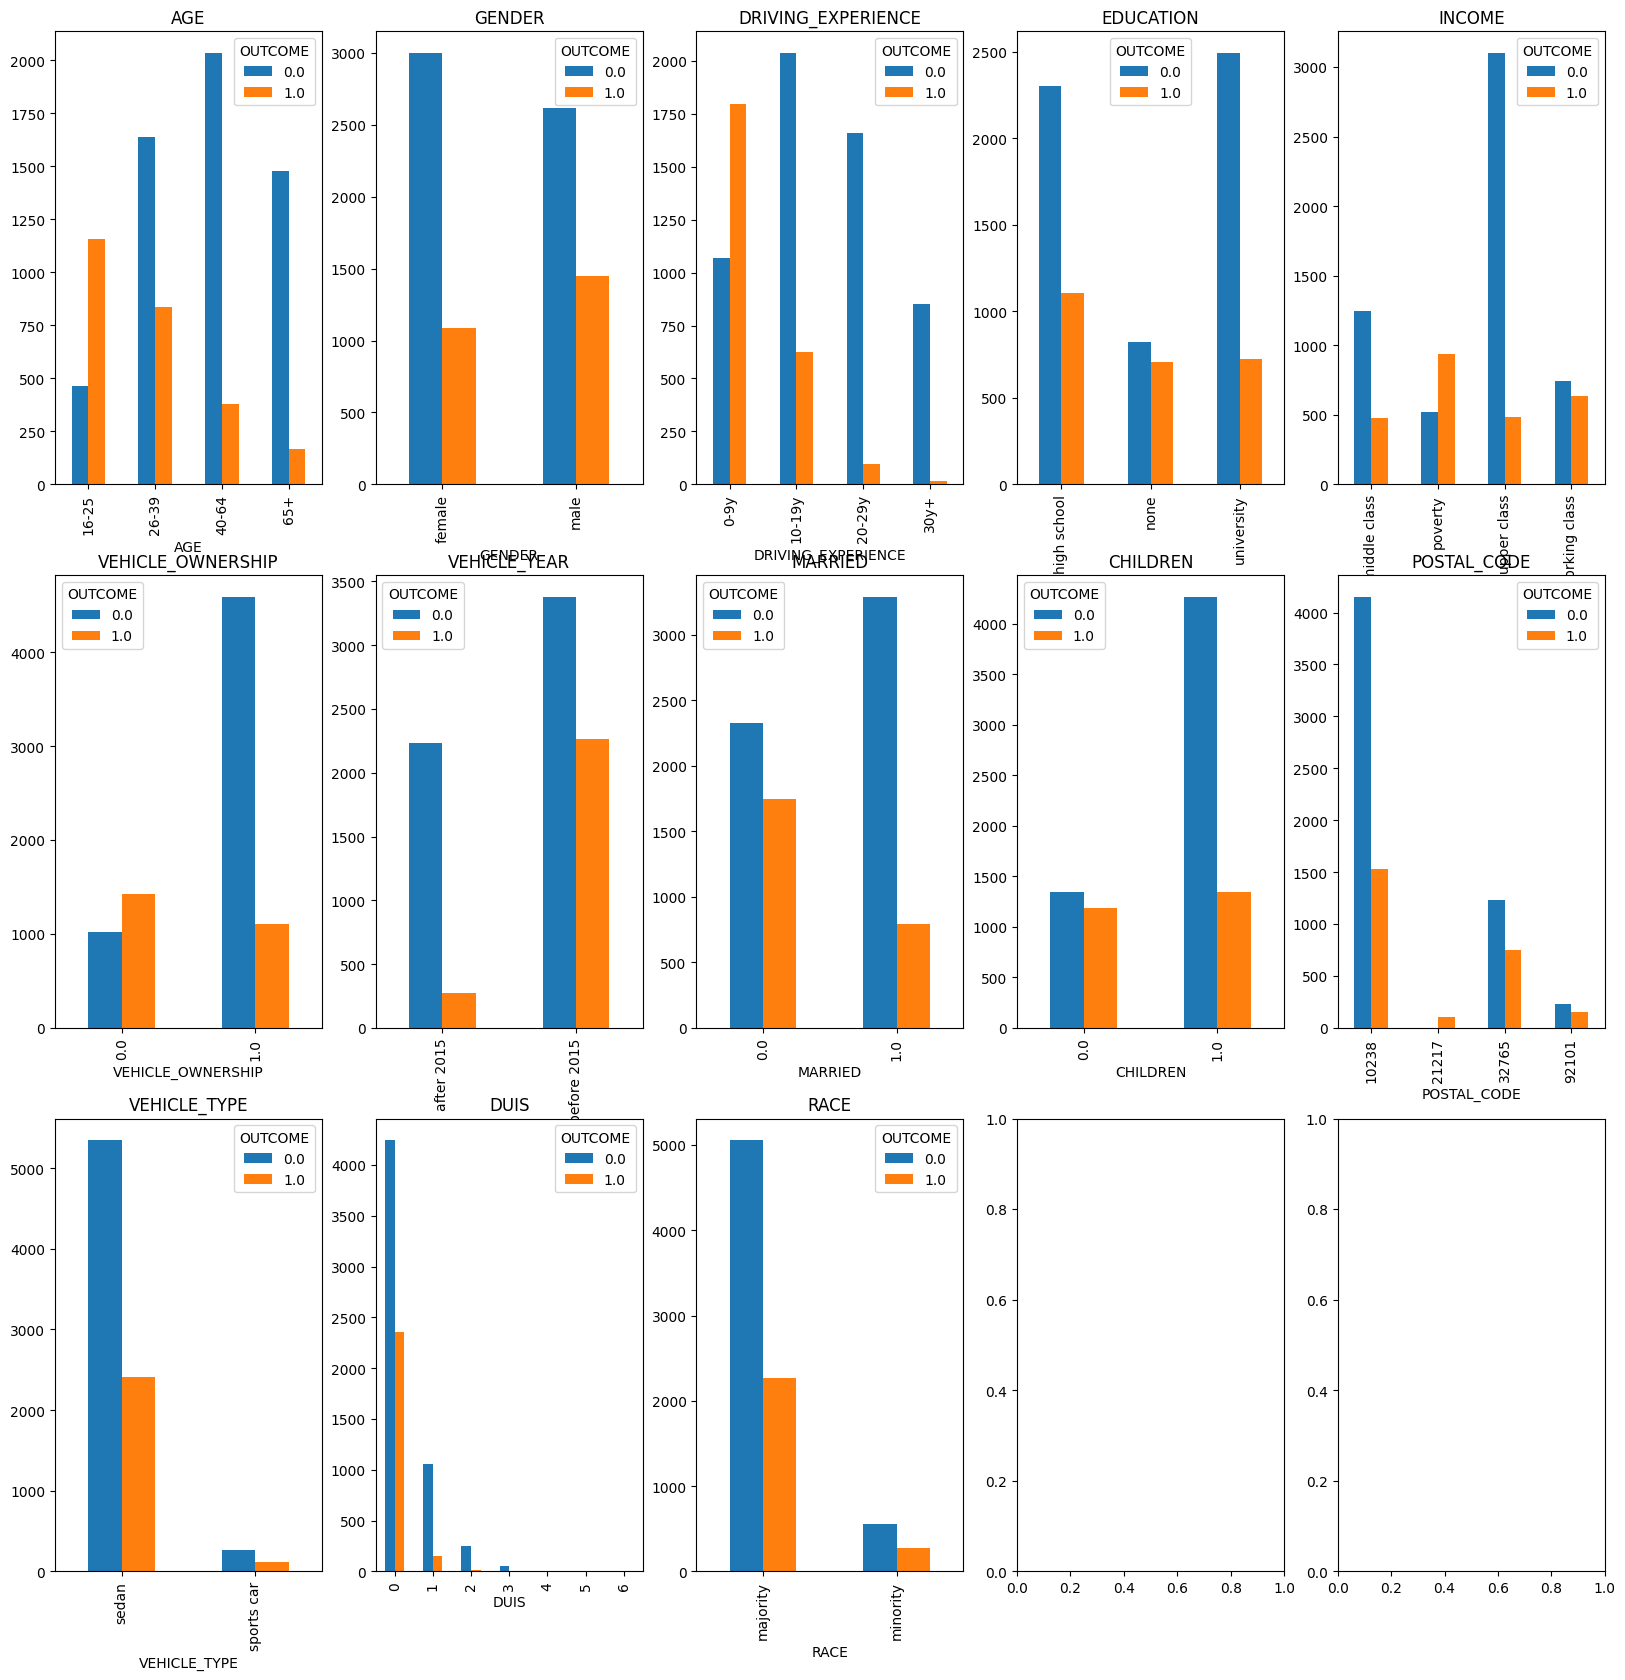 AGE
OUTCOME
0.0
1.0
2000
1750
1500
1250
1000
750
500
250
0
16-25
26-39
40-64
65+
AGE
GENDER
OUTCOME
0.0
1.0
3000
2500
2000
1500
1000
500
0
female
male
GENDER
DRIVING_EXPERIENCE
OUTCOME
0.0
1.0
2000
1750
1500
1250
1000
750
500
250
0
0-9y
10-19y
20-29y
30y+
DRIVING_EXPERIENCE
EDUCATION
OUTCOME
0.0
1.0
2500
2000
1500
1000
500
0
high school
none
university
INCOME
OUTCOME
0.0
1.0
3000
2500
2000
1500
1000
500
0
middle class
poverty
upper class
orking class
VEHICLE_OWNERSHIP
OUTCOME
0.0
1.0
4000
3000
2000
1000
0
0.0
1.0
VEHICLE_OWNERSHIP
VEHICLE_YEAR
OUTCOME
0.0
1.0
3500
3000
2500
2000
1500
1000
500
0
after 2015
before 2015
MARRIED
3000
2500
2000
1500
1000
500
0
OUTCOME
0.0
1.0
0.0
1.0
MARRIED
CHILDREN
OUTCOME
0.0
1.0
4000
3500
3000
2500
2000
1500
1000
500
0
0.0
1.0
CHILDREN
POSTAL_CODE
OUTCOME
0.0
1.0
4000
3500
3000
2500
2000
1500
1000
500
0
10238
21217
32765
92101
POSTAL_CODE
VEHICLE_TYPE
OUTCOME
0.0
1.0
5000
4000
3000
2000
1000
0
sedan
sports car
VEHICLE_TYPE
DUIS
OUTCOME
0.0
1.0
4000
3500
3000
2500
2000
1500
1000
500
0
0
1
2
3
4
5
6
DUIS
RACE
OUTCOME
0.0
1.0
5000
4000
3000
2000
1000
0
majority
minority
RACE
1.0
0.8
0.6
0.4
0.2
0.0
0.0 0.2 0.4 0.6 0.8 1.0
1.0
0.8
0.6
0.4
0.2
0.0
0.0 0.2 0.4 0.6 0.8 1.0